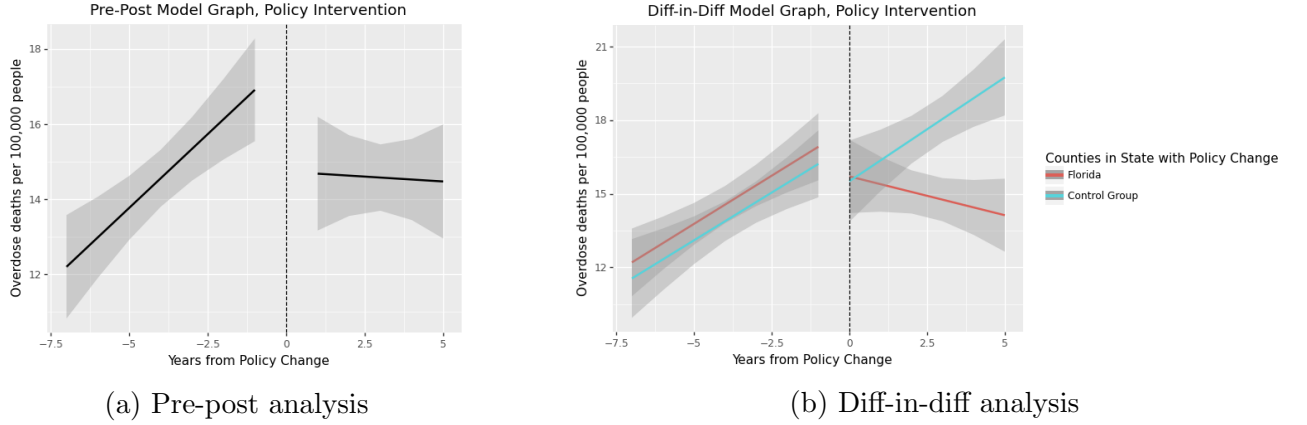 Pre-Post Model Graph, Policy Intervention
Overdose deaths per 100,000 people
18
16
14
12
−7.5
−5
−2.5
0
2.5
5
Years from Policy Change
(a) Pre-post analysis
Diff-in-Diff Model Graph, Policy Intervention
Overdose deaths per 100,000 people
21
18
15
12
−7.5
−5
−2.5
0
2.5
5
Years from Policy Change
Counties in State with Policy Change
Florida
Control Group
(b) Diff-in-diff analysis